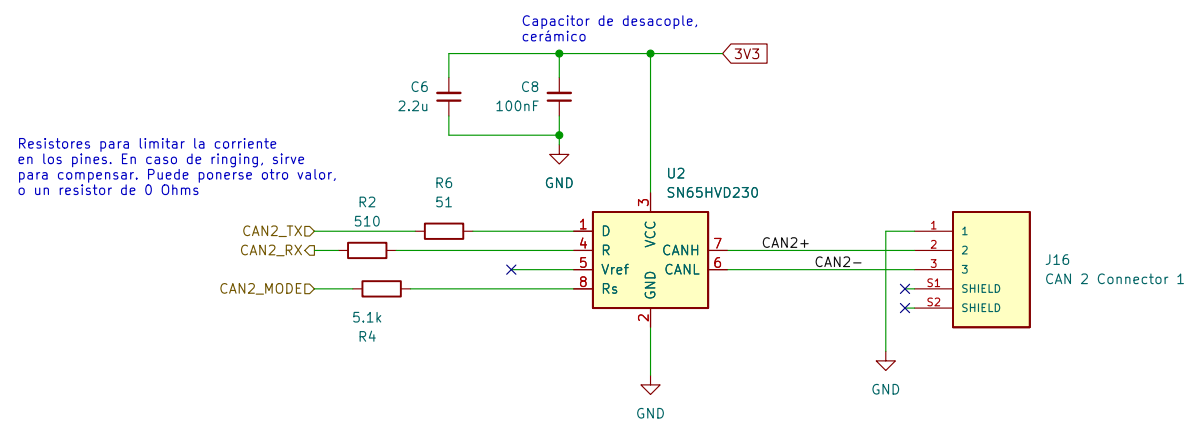 Capacitor de desacople,
cerámico
3V3
C6
2.2u
C8
100nF
GND
Resistores para limitar la corriente
en los pines. En caso de ringing, sirve
para compensar. Puede ponerse otro valor,
o un resistor de 0 Ohms
U2
SN65HVD230
R6
51
R2
510
CAN2_TX
CAN2_RX
CAN2_MODE
5.1k
R4
1
4
5
8
3
2
7
6
D
R
Vref
Rs
VCC
GND
CANH
CANL
GND
CAN2+
CAN2-
1
2
3
S1
S2
1
2
3
SHIELD
SHIELD
J16
CAN 2 Connector 1
GND